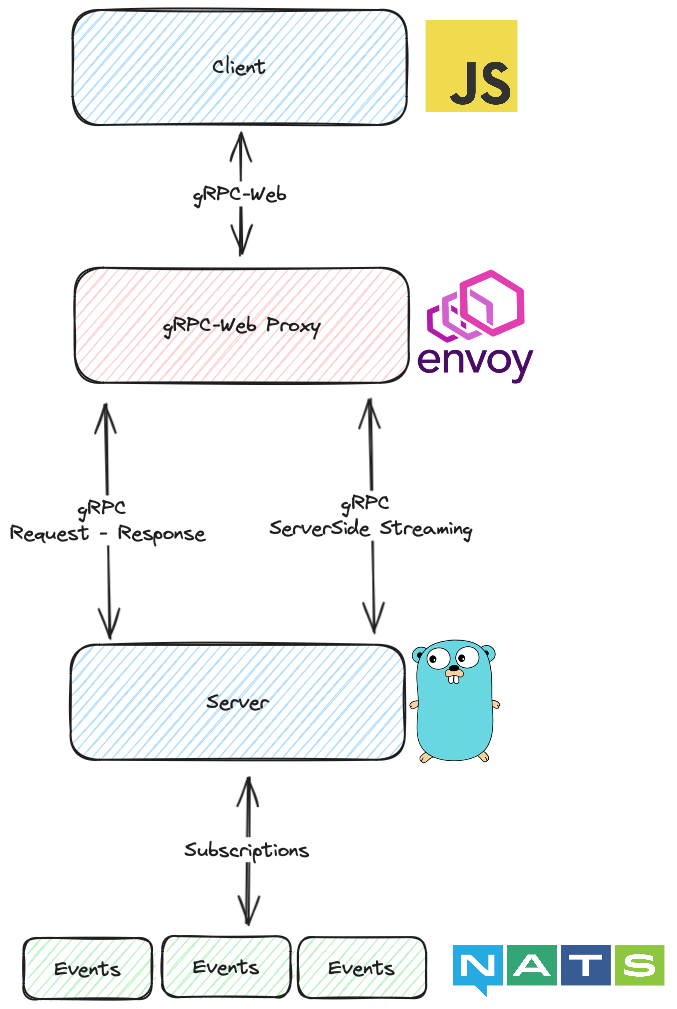 Client
JS
gRPC-Web
gRPC-Web Proxy
envoy
gRPC
Request - Response
gRPC
ServerSide Streaming
Server
Subscriptions
Events
Events
Events
NATS